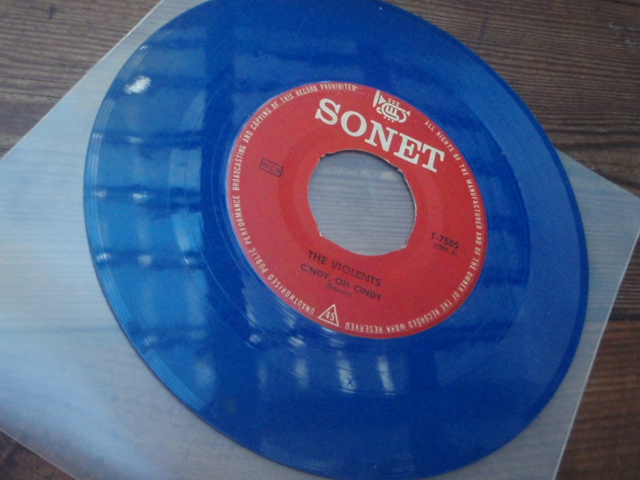 SONET
UNAUTHORISED PUBLIC PERFORMANCE BROADCASTING AND COPYING OF THIS RECORD PROHIBITED
ALL RIGHTS OF THE MANUFACTURER AND OF THE OWNER OF THE RECORDED WORK RESERVED
T-7505
THE VIOLENTS
CINDY, OH CINDY
45
X